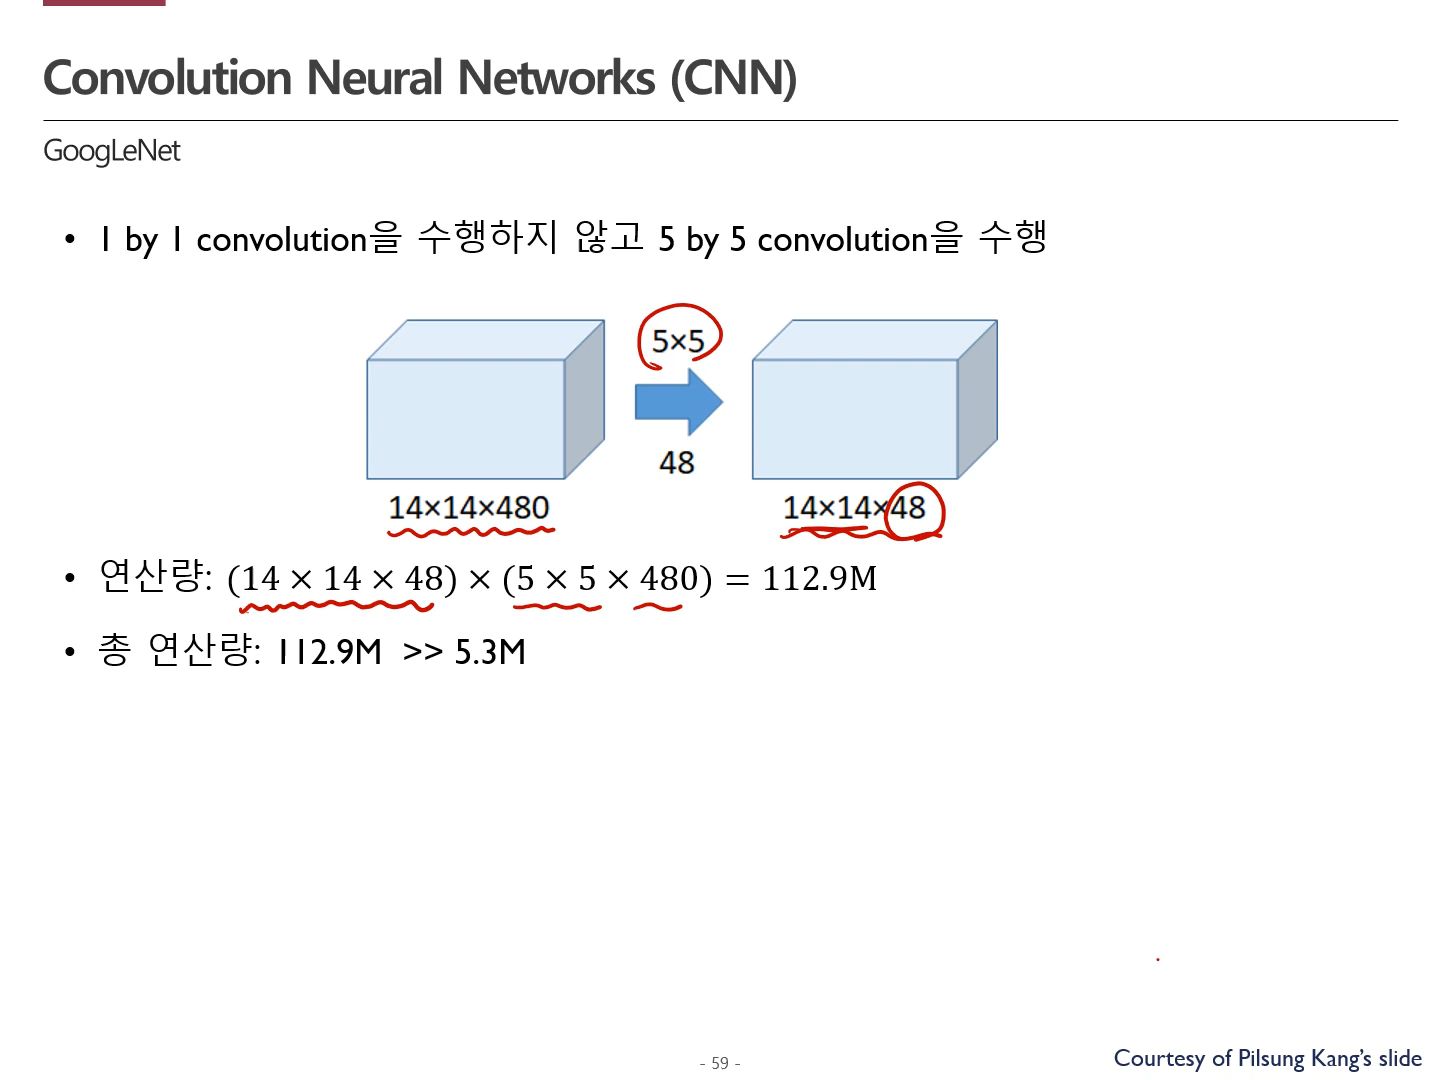 Convolution Neural Networks (CNN)
GoogLeNet
• 1 by 1 convolution을 수행하지 않고 5 by 5 convolution을 수행
5×5
48
14×14×480
14×14×48
• 연산량: (14 × 14 × 48) × (5 × 5 × 480) = 112.9M
• 총 연산량: 112.9M >> 5.3M
- 59 -
Courtesy of Pilsung Kang's slide